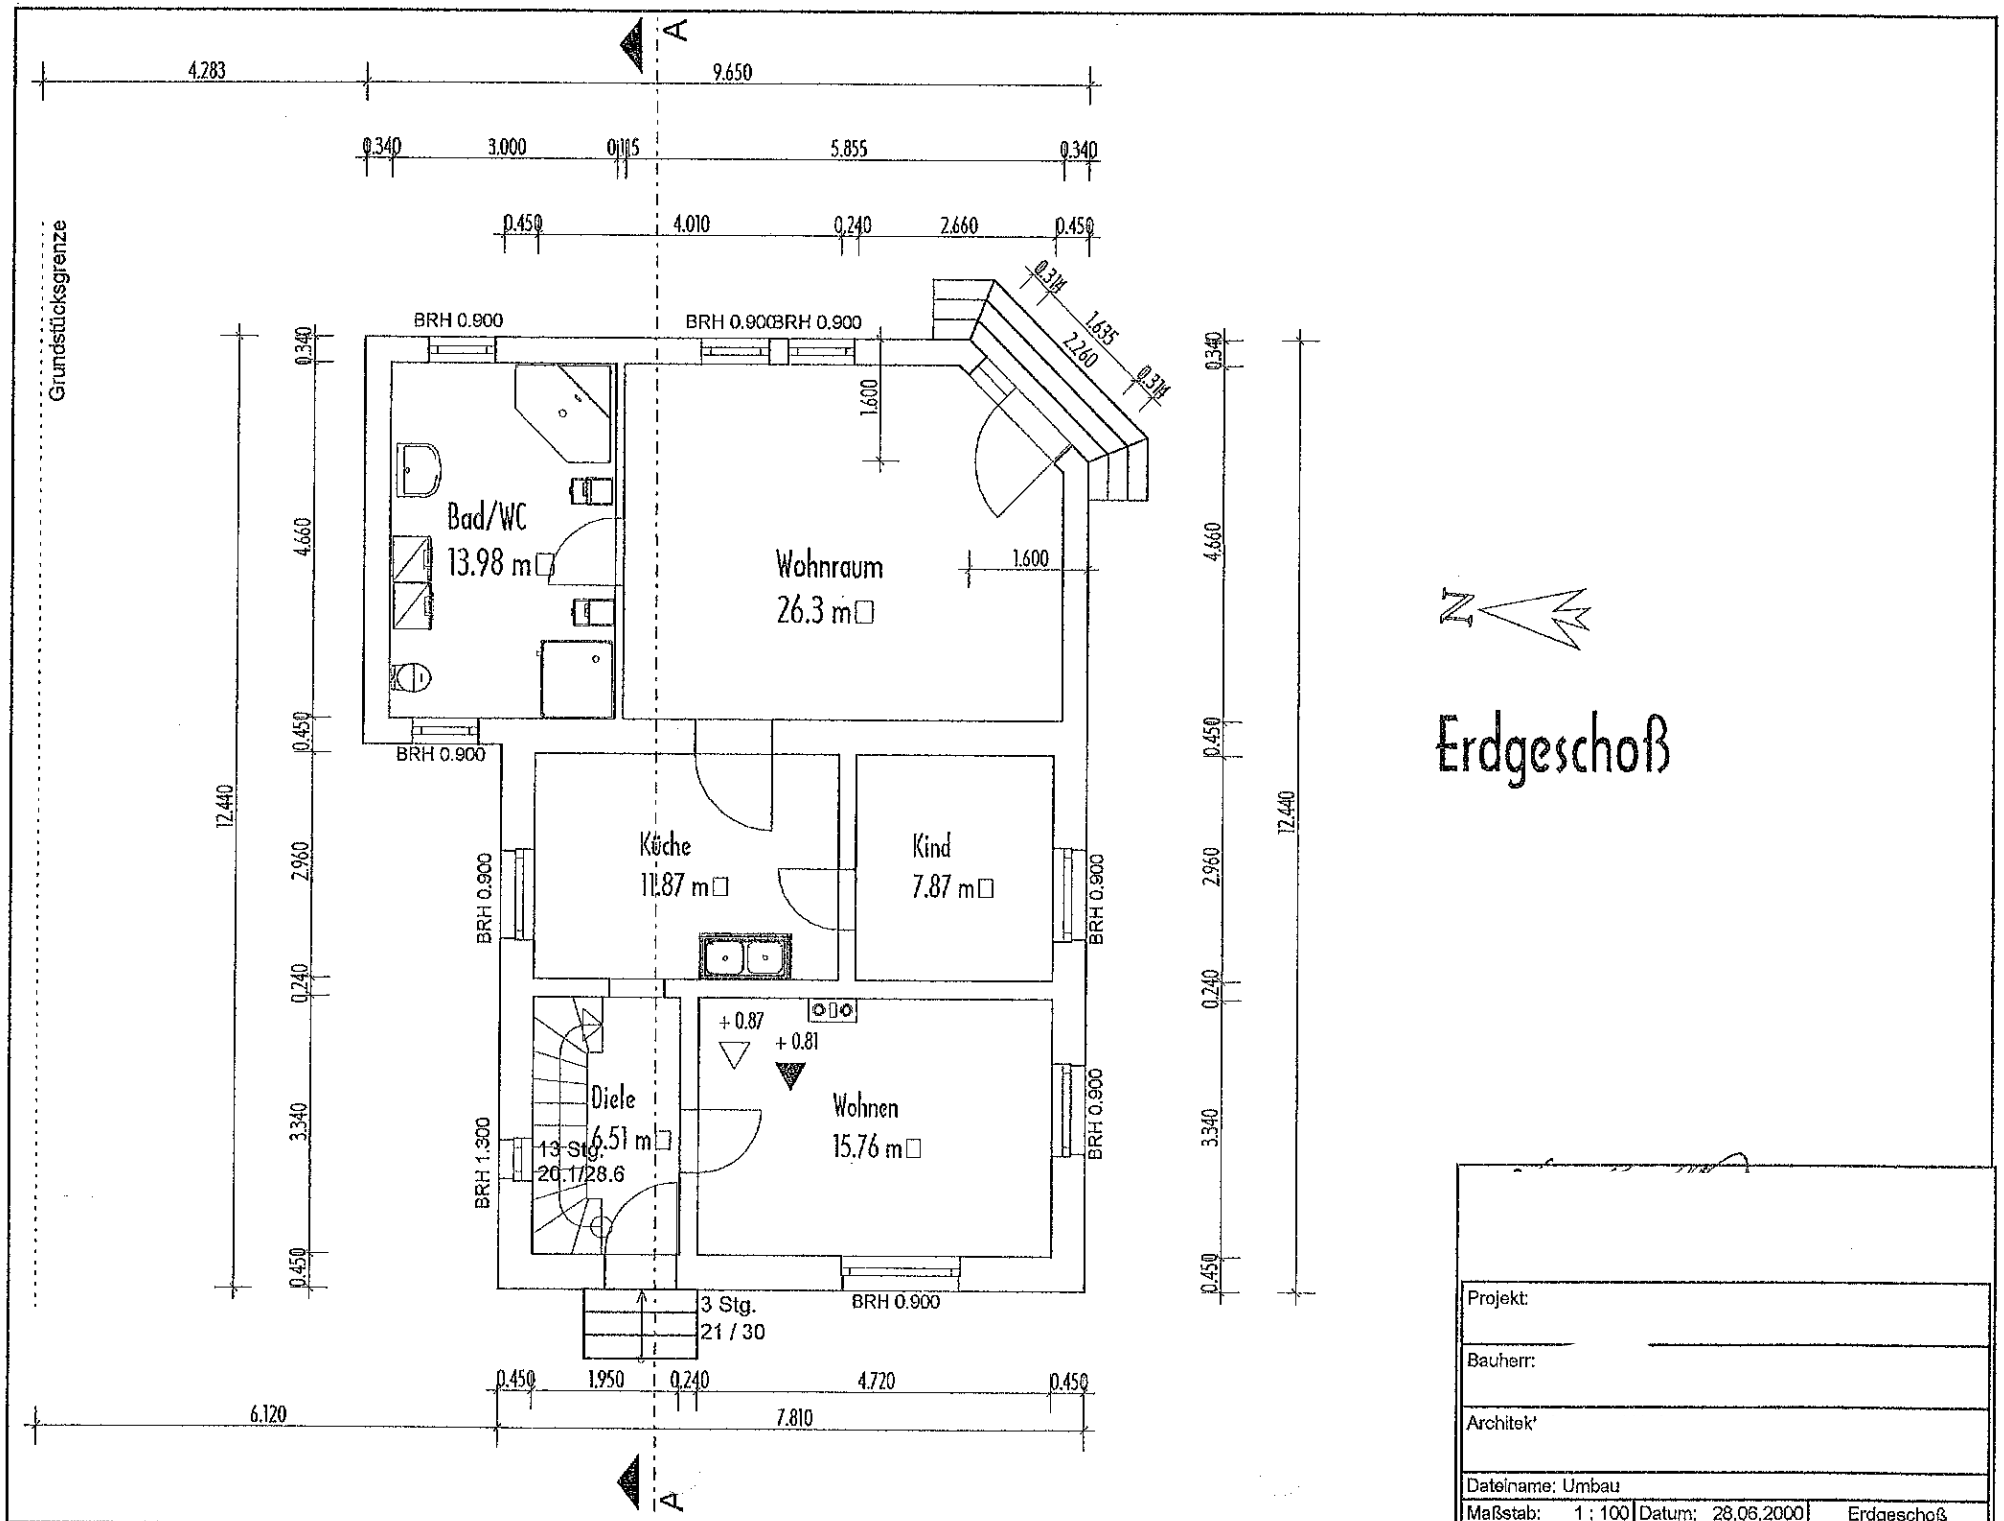 A
4.283
9.650
0.340
3.000
0.115
5.855
0.340
0.450
4.010
0.240
2.660
0.450
Grundstücksgrenze
0.314
1.635
2.260
0.314
BRH 0.900
BRH 0.900
BRH 0.900
0.340
0.340
1.600
4.660
4.660
Bad/WC
13.98 m□
Wohnraum
26.3 m□
1.600
N
Erdgeschoß
0.450
0.450
BRH 0.900
12.440
12.440
2.960
2.960
Küche
11.87 m□
Kind
7.87 m□
BRH 0.900
BRH 0.900
0.240
0.240
+ 0.87
+ 0.81
Diele
6.51 m□
13 Stg.
20.1/28.6
Wohnen
15.76 m□
BRH 1.300
BRH 0.900
3.340
3.340
0.450
0.450
BRH 0.900
3 Stg.
21 / 30
0.450
1.950
0.240
4.720
0.450
6.120
7.810
A
Projekt:
Bauherr:
Architek
Dateiname: Umbau
Maßstab: 1 : 100 Datum: 28.06.2000 Erdgeschoß